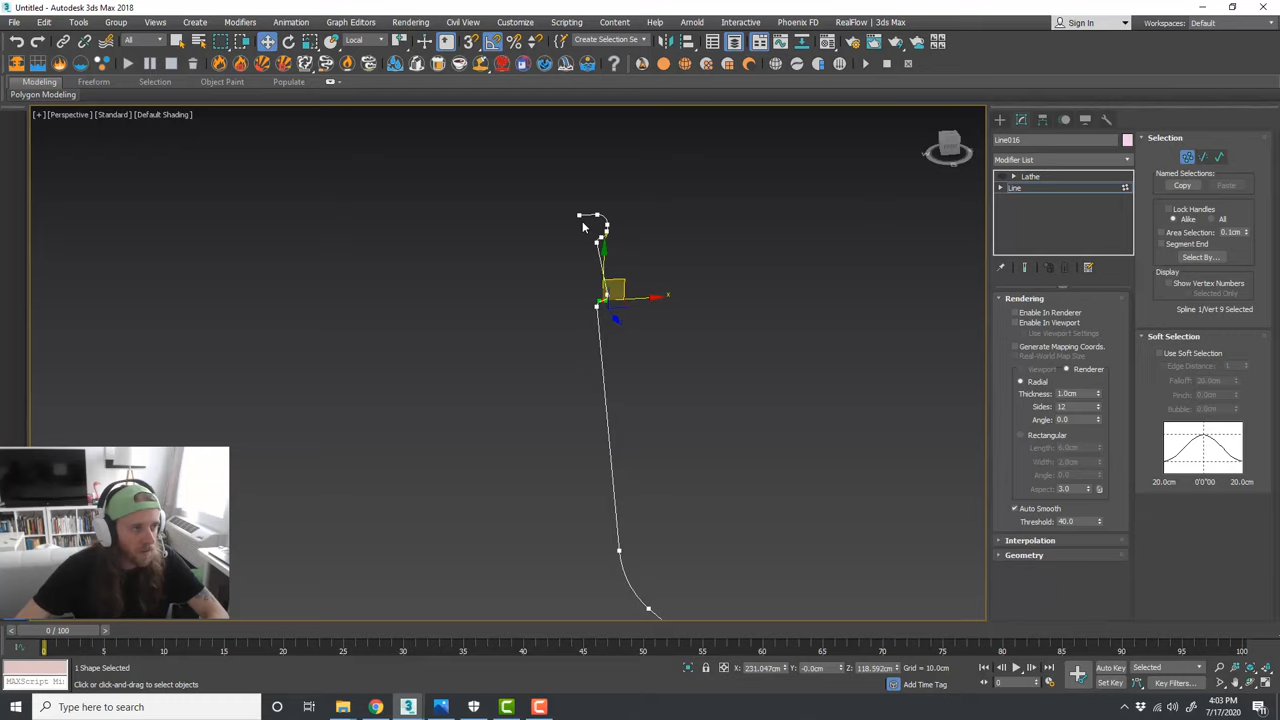 Untitled - Autodesk 3ds Max 2018
File Edit Tools Group Views Create Modifiers Animation Graph Editors Rendering Civil View Customize Scripting Content Help Arnold Interactive Phoenix FD RealFlow | 3ds Max Sign In Workspaces: Default
All Local Create Selection Se
Modeling Freeform Selection Object Paint Populate
Polygon Modeling
[+] [Perspective] [Standard] [Default Shading]
x
Line016
Modifier List
Lathe
Line
Rendering
Enable In Renderer
Enable In Viewport
Use Viewport Settings
Generate Mapping Coords.
Real-World Map Size
Viewport Renderer
Radial
Thickness: 1.0cm
Sides: 12
Angle: 0.0
Rectangular
Length: 6.0cm
Width: 2.0cm
Angle: 0.0
Aspect: 3.0
Auto Smooth
Threshold: 40.0
Interpolation
Geometry
Selection
Named Selections:
Copy Paste
Lock Handles
Alike All
Area Selection: 0.1cm
Segment End
Select By...
Display
Show Vertex Numbers
Selected Only
Spline 1/Vert 9 Selected
Soft Selection
Use Soft Selection
Edge Distance: 1
Falloff: 20.0cm
Pinch: 0.0cm
Bubble: 0.0cm
20.0cm 0'0"00 20.0cm
0 / 100
0 5 10 15 20 25 30 35 40 45 50 55 60 65 70 75 80 85 90 95 100
1 Shape Selected X: 231.047cm Y: -0.0cm Z: 118.592cm Grid = 10.0cm Auto Key Selected
MAXScript Mi Click or click-and-drag to select objects Add Time Tag 0 Set Key Key Filters...
Type here to search
4:03 PM
7/17/2020